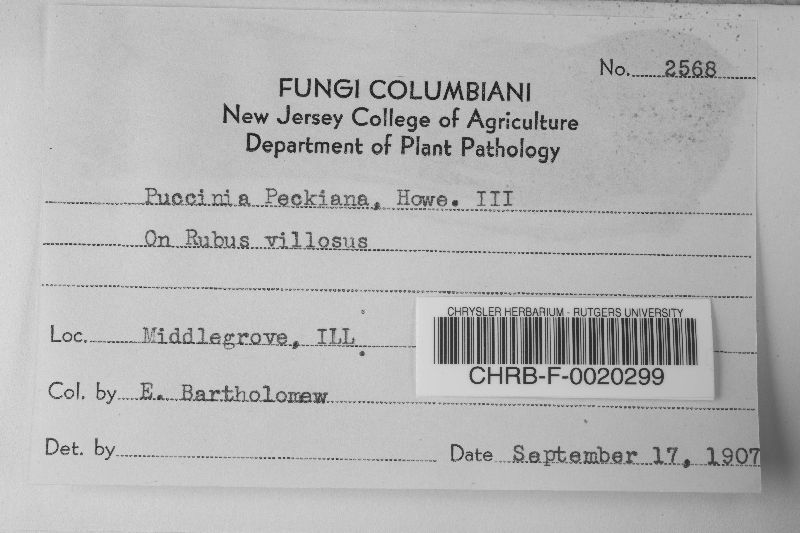 No. 2568
FUNGI COLUMBIANI
New Jersey College of Agriculture
Department of Plant Pathology
Puccinia Peckiana, Howe. III
On Rubus villosus
CHRYSLER HERBARIUM - RUTGERS UNIVERSITY
CHRB-F-0020299
Loc. Middlegrove, ILL.
Col. by E. Bartholomew
Det. by
Date September 17, 1907